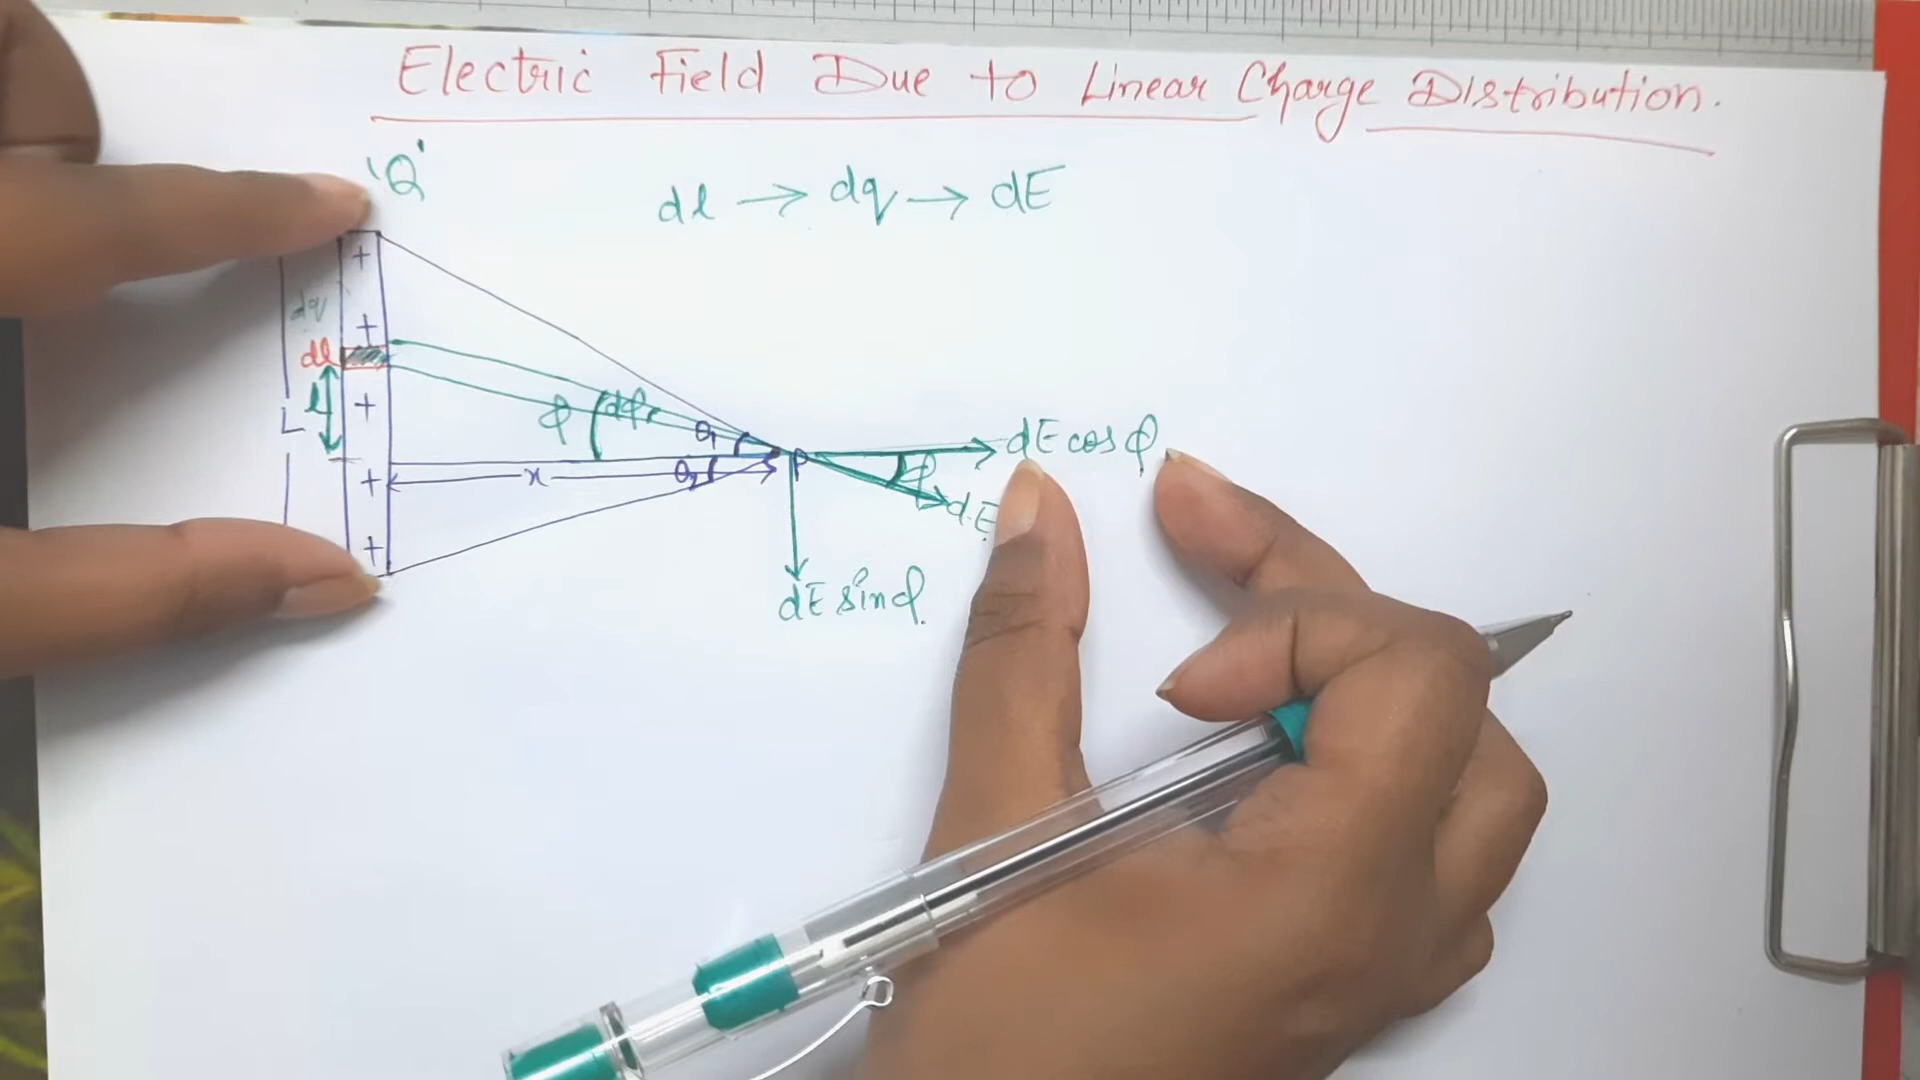 Electric Field Due to Linear Charge Distribution.
'Q'
dl → dq → dE
+
dq
+
dl
l
+
φ
dφ
θ1
dE cos φ
L
+
x
θ2
P
φ
dE
+
dE sinφ.